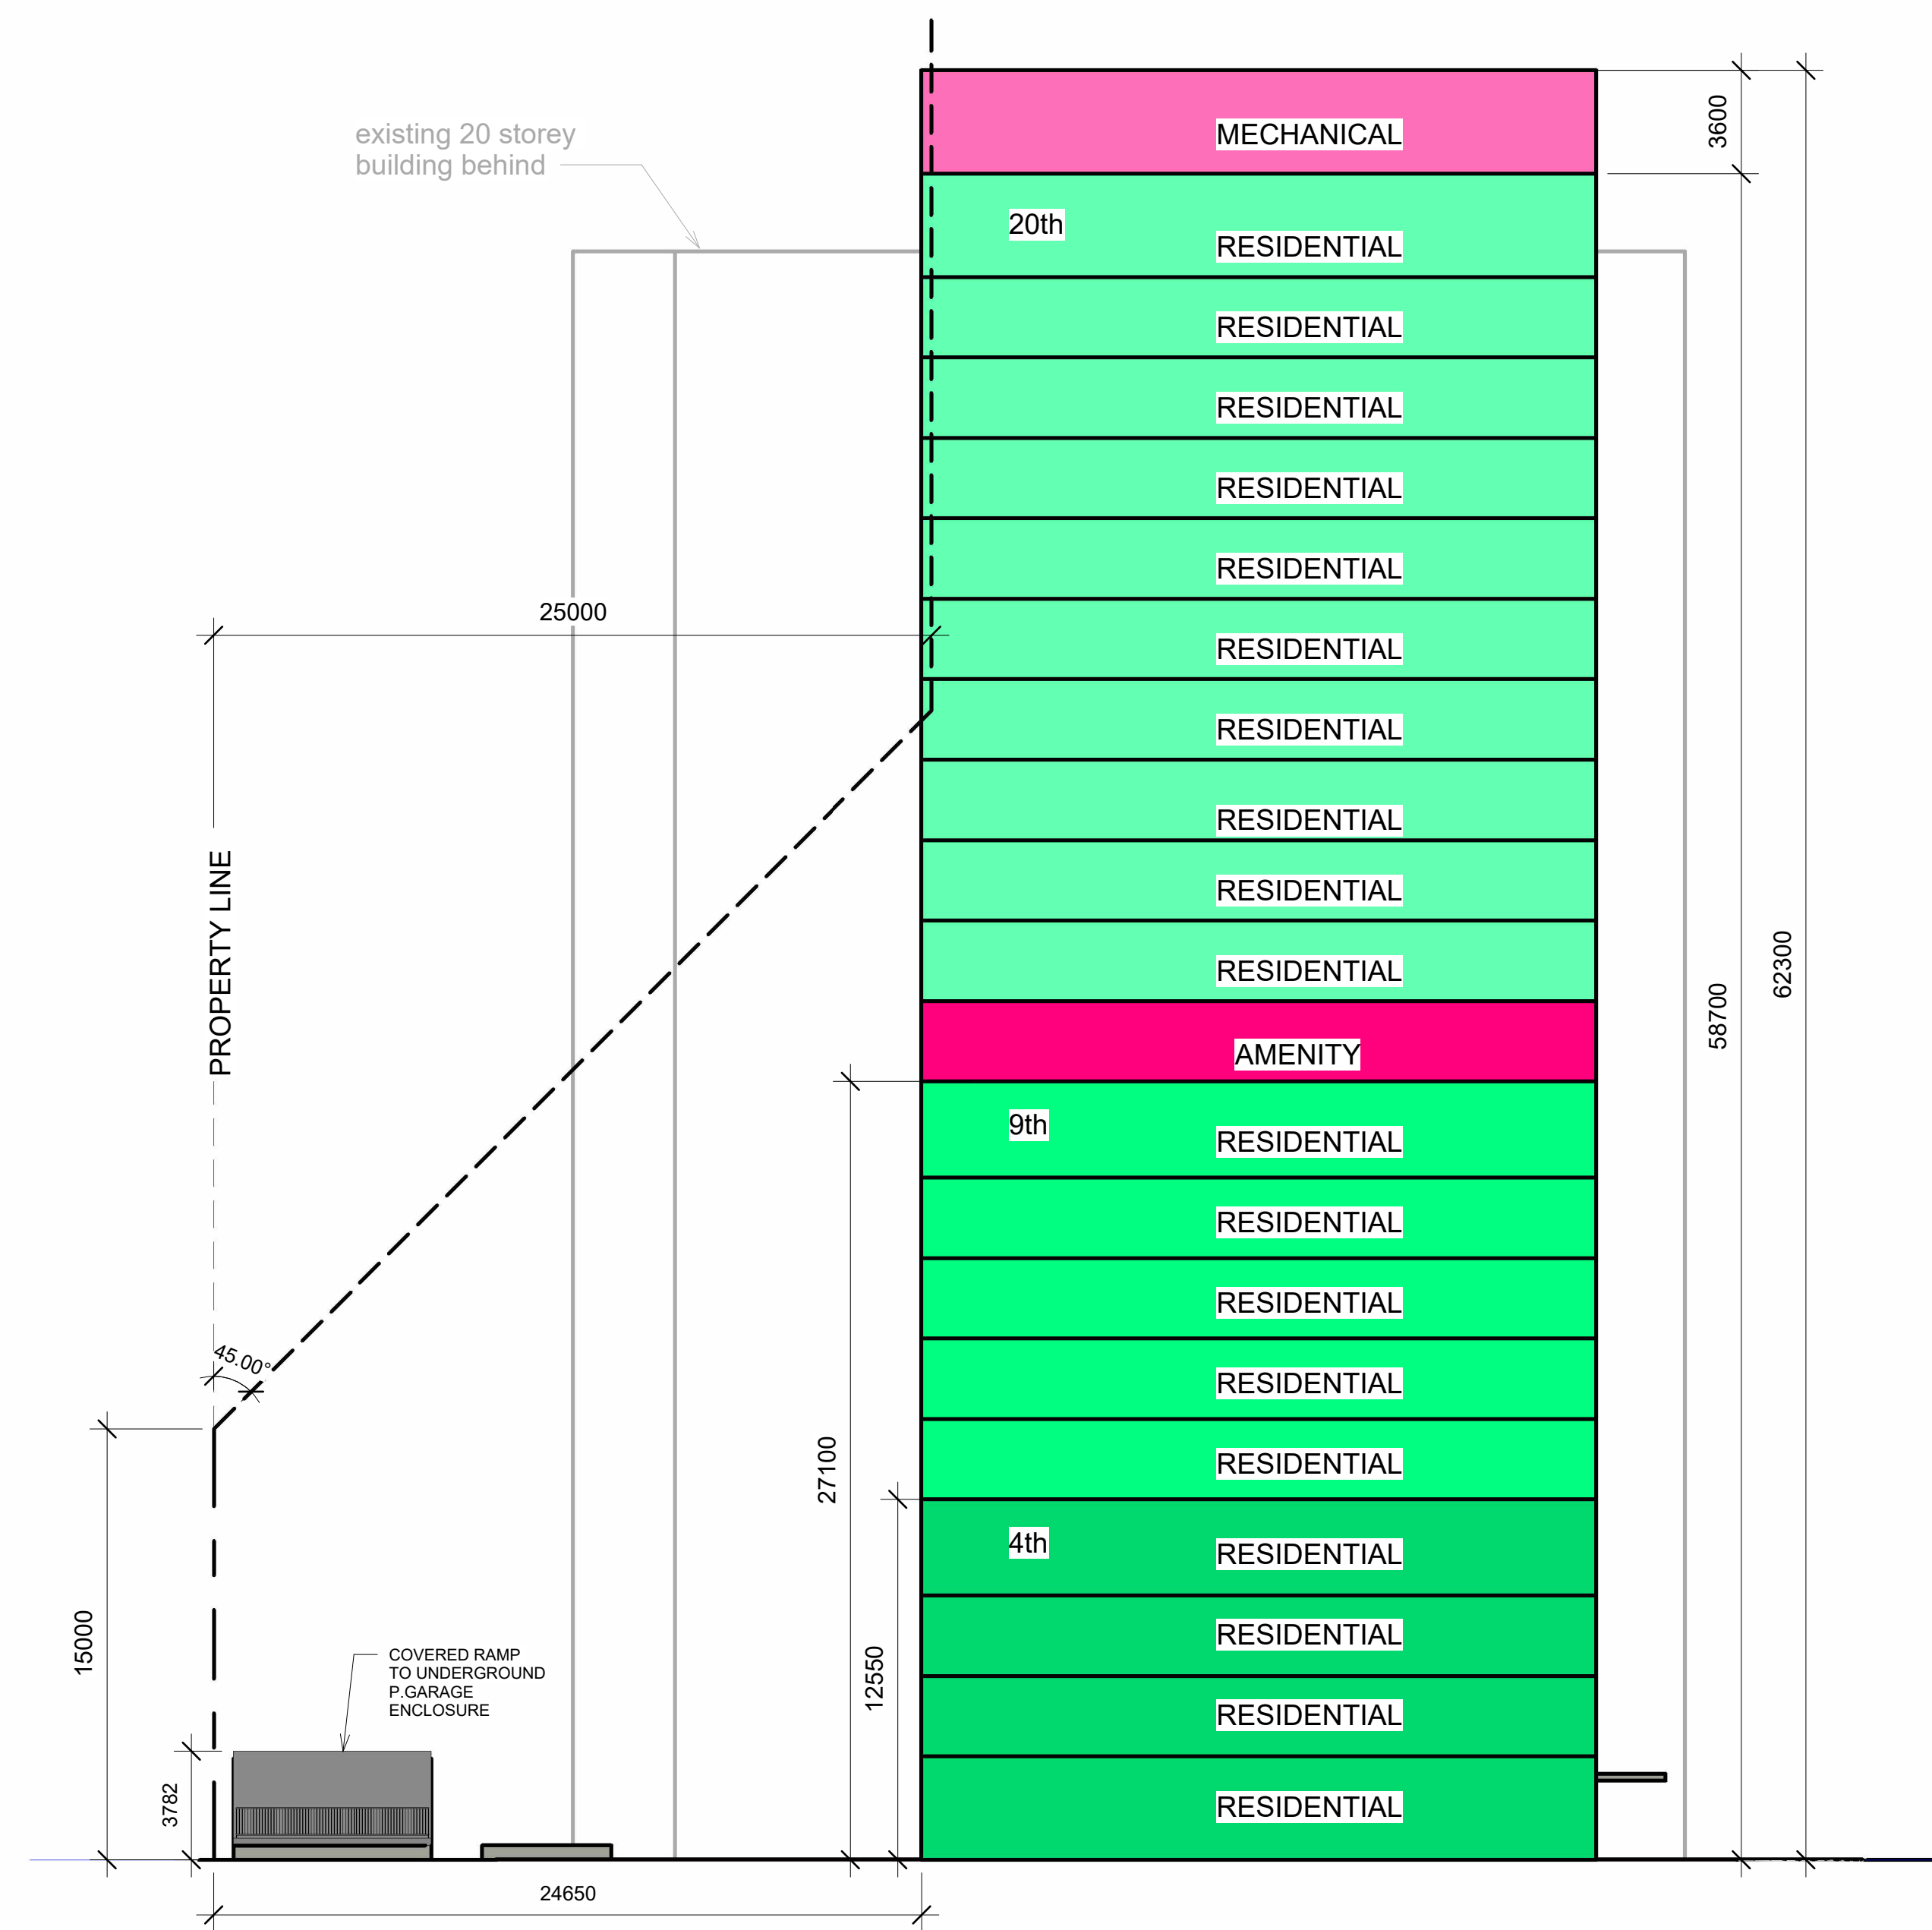 MECHANICAL
3600
existing 20 storey
building behind
20th
RESIDENTIAL
RESIDENTIAL
RESIDENTIAL
RESIDENTIAL
RESIDENTIAL
25000
RESIDENTIAL
RESIDENTIAL
RESIDENTIAL
PROPERTY LINE
RESIDENTIAL
RESIDENTIAL
62300
58700
AMENITY
9th
RESIDENTIAL
RESIDENTIAL
RESIDENTIAL
45.00°
RESIDENTIAL
27100
RESIDENTIAL
4th
RESIDENTIAL
15000
12550
RESIDENTIAL
COVERED RAMP
TO UNDERGROUND
P.GARAGE
ENCLOSURE
RESIDENTIAL
3782
RESIDENTIAL
24650